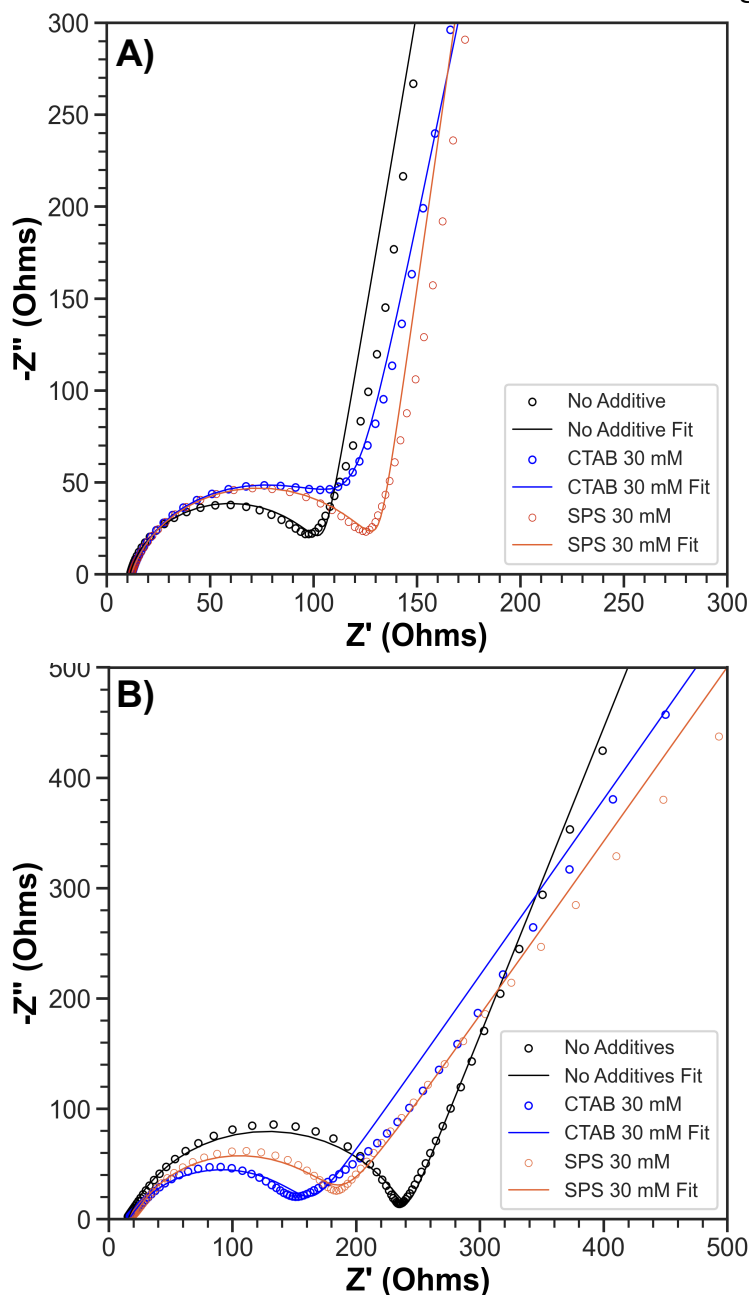 A)
300
250
200
150
100
50
0
-Z" (Ohms)
No Additive
No Additive Fit
CTAB 30 mM
CTAB 30 mM Fit
SPS 30 mM
SPS 30 mM Fit
0 50 100 150 200 250 300
Z' (Ohms)
B)
500
400
300
200
100
0
-Z" (Ohms)
No Additives
No Additives Fit
CTAB 30 mM
CTAB 30 mM Fit
SPS 30 mM
SPS 30 mM Fit
0 100 200 300 400 500
Z' (Ohms)